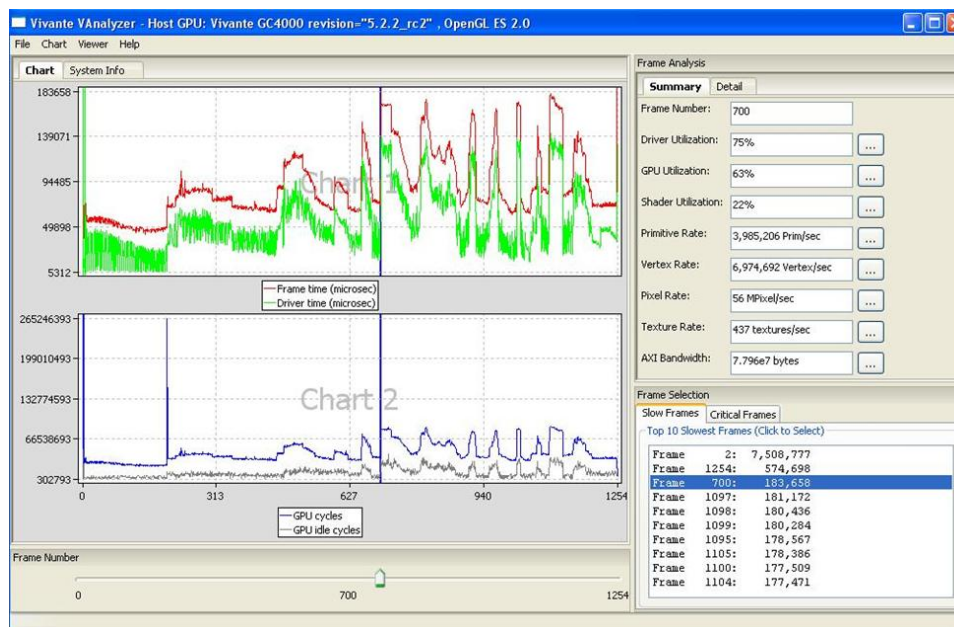 Vivante VAnalyzer - Host GPU: Vivante GC4000 revision="5.2.2_rc2" , OpenGL ES 2.0
File Chart Viewer Help
Chart System Info
183658
139071
94485
49898
5312
Chart 1
Frame time (microsec)
Driver time (microsec)
265246393
199010493
132774593
66538693
302793
Chart 2
0 313 627 940 1254
GPU cycles
GPU idle cycles
Frame Number
0 700 1254
Frame Analysis
Summary Detail
Frame Number: 700
Driver Utilization: 75% ...
GPU Utilization: 63% ...
Shader Utilization: 22% ...
Primitive Rate: 3,985,206 Prim/sec ...
Vertex Rate: 6,974,692 Vertex/sec ...
Pixel Rate: 56 MPixel/sec ...
Texture Rate: 437 textures/sec ...
AXI Bandwidth: 7.796e7 bytes ...
Frame Selection
Slow Frames Critical Frames
Top 10 Slowest Frames (Click to Select)
Frame 2: 7,508,777
Frame 1254: 574,698
Frame 700: 183,658
Frame 1097: 181,172
Frame 1098: 180,436
Frame 1099: 180,284
Frame 1095: 178,567
Frame 1105: 178,386
Frame 1100: 177,509
Frame 1104: 177,471